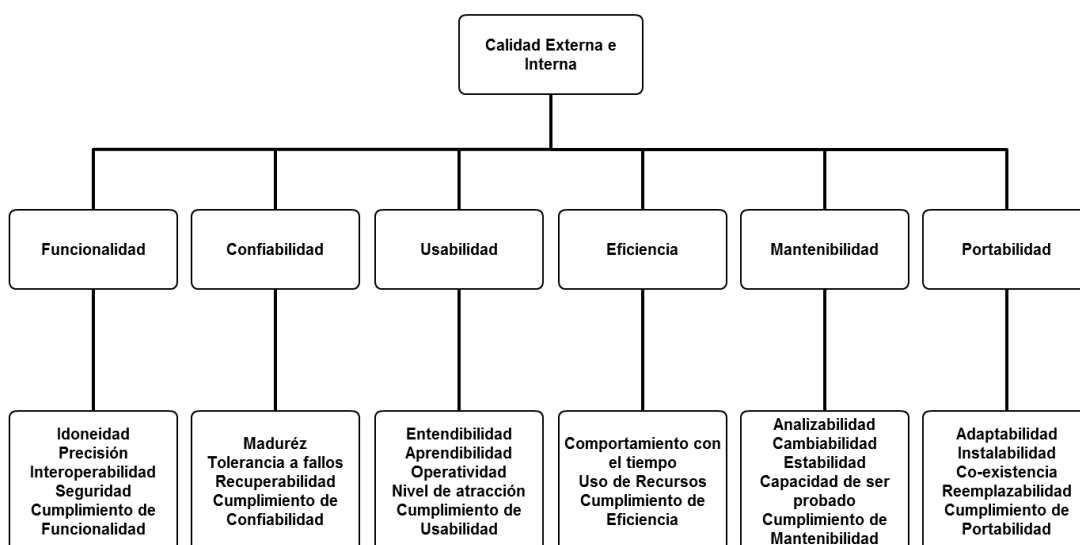 Calidad Externa e
Interna
Funcionalidad
Confiabilidad
Usabilidad
Eficiencia
Mantenibilidad
Portabilidad
Idoneidad
Precisión
Interoperabilidad
Seguridad
Cumplimiento de
Funcionalidad
Maduréz
Tolerancia a fallos
Recuperabilidad
Cumplimiento de
Confiabilidad
Entendibilidad
Aprendibilidad
Operatividad
Nivel de atracción
Cumplimiento de
Usabilidad
Comportamiento con
el tiempo
Uso de Recursos
Cumplimiento de
Eficiencia
Analizabilidad
Cambiabilidad
Estabilidad
Capacidad de ser
probado
Cumplimiento de
Mantenibilidad
Adaptabilidad
Instalabilidad
Co-existencia
Reemplazabilidad
Cumplimiento de
Portabilidad